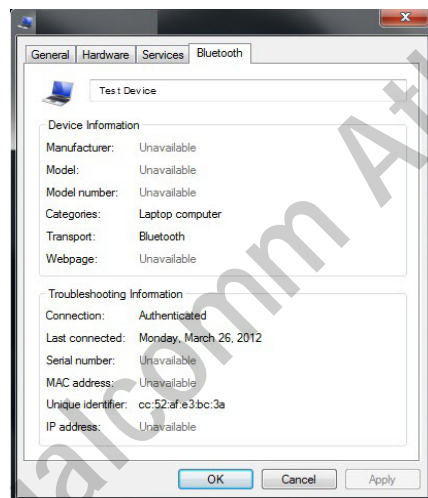 General Hardware Services Bluetooth
Test Device
Device Information
Manufacturer: Unavailable
Model: Unavailable
Model number: Unavailable
Categories: Laptop computer
Transport: Bluetooth
Webpage: Unavailable
Troubleshooting Information
Connection: Authenticated
Last connected: Monday, March 26, 2012
Serial number: Unavailable
MAC address: Unavailable
Unique identifier: cc:52:af:e3:bc:3a
IP address: Unavailable
OK Cancel Apply
alcomm At